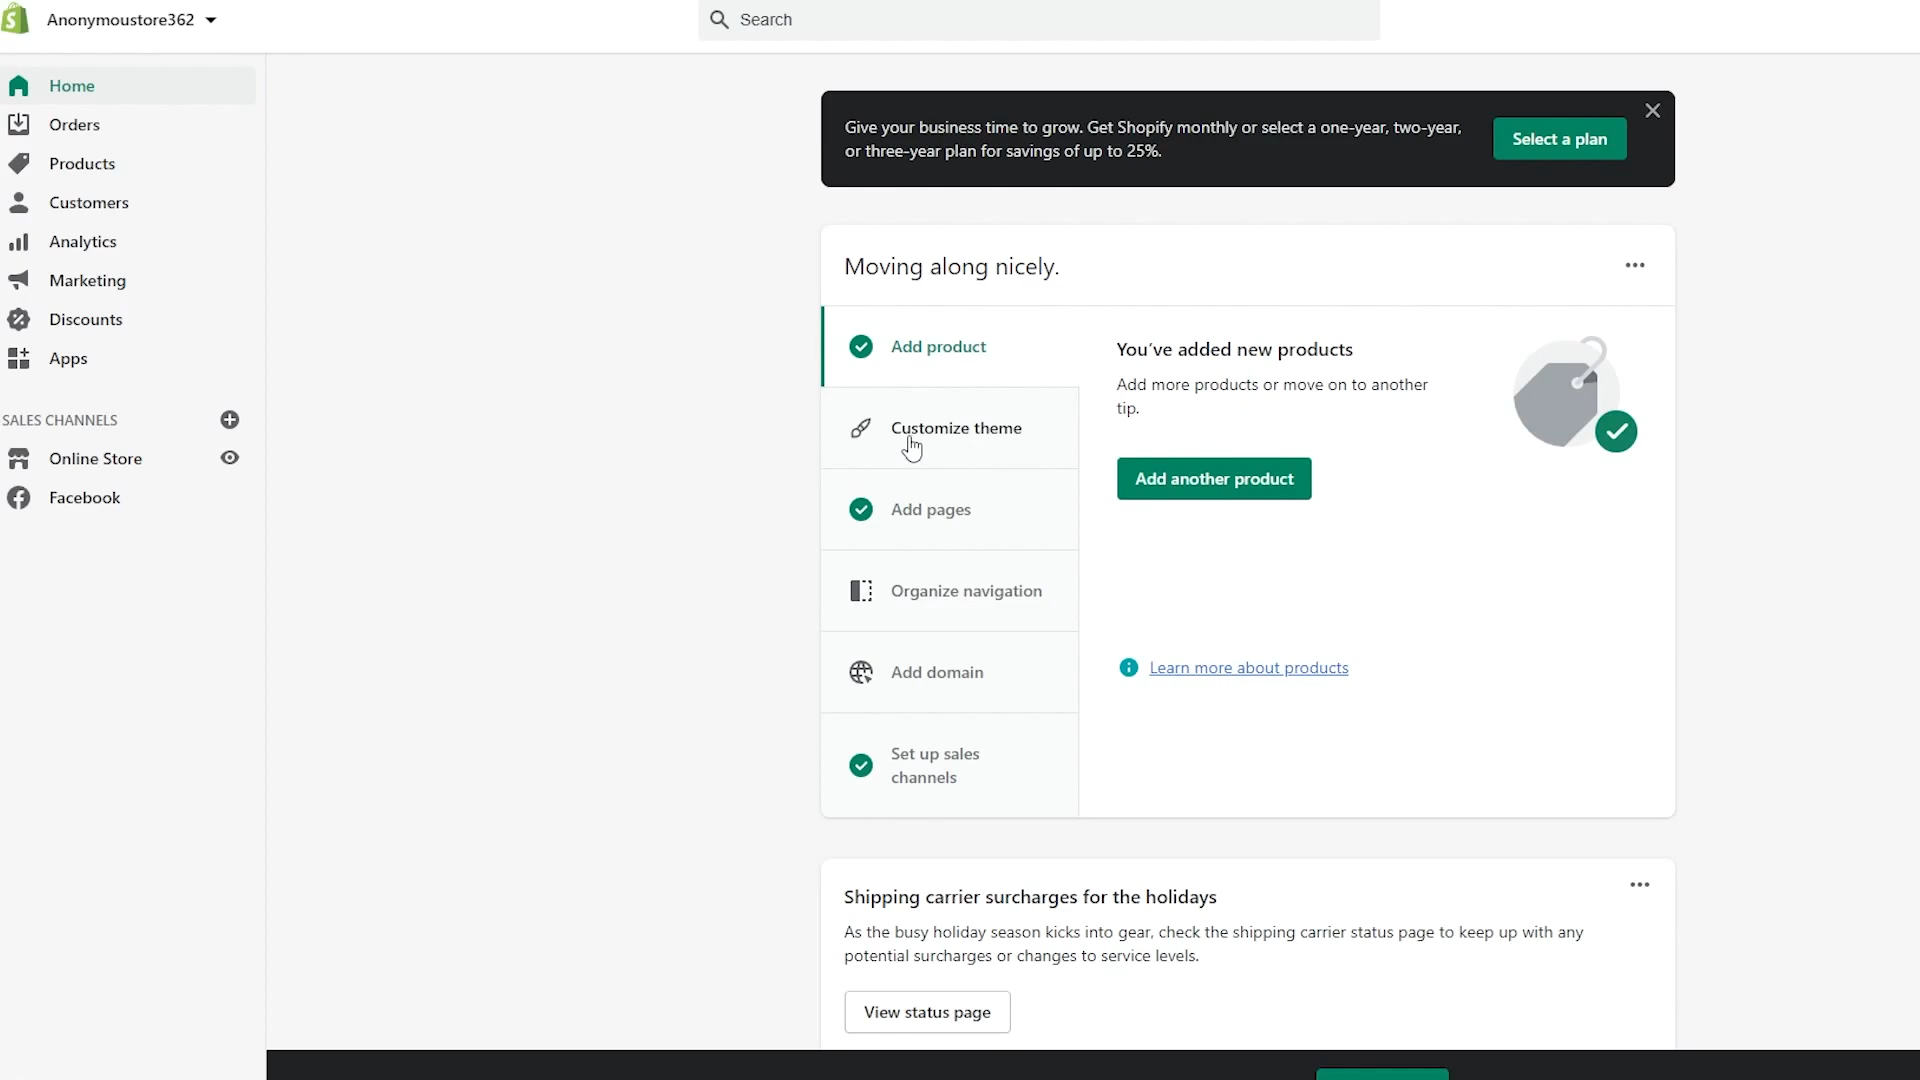 Anonymoustore362
Search
Home
Orders
Products
Customers
Analytics
Marketing
Discounts
Apps
SALES CHANNELS
Online Store
Facebook
Give your business time to grow. Get Shopify monthly or select a one-year, two-year,
or three-year plan for savings of up to 25%.
Select a plan
Moving along nicely.
Add product
Customize theme
Add pages
Organize navigation
Add domain
Set up sales
channels
You've added new products
Add more products or move on to another
tip.
Add another product
Learn more about products
Shipping carrier surcharges for the holidays
As the busy holiday season kicks into gear, check the shipping carrier status page to keep up with any
potential surcharges or changes to service levels.
View status page